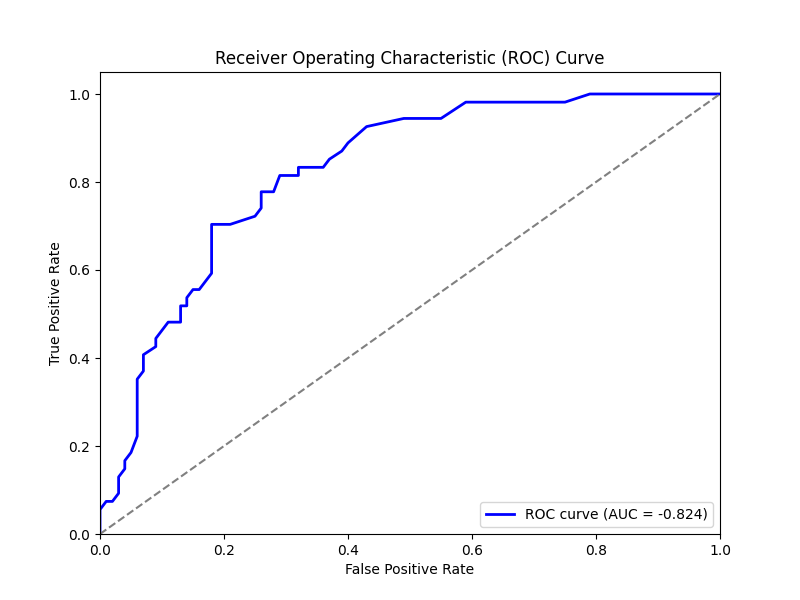 Receiver Operating Characteristic (ROC) Curve
True Positive Rate
1.0
0.8
0.6
0.4
0.2
0.0
ROC curve (AUC = -0.824)
0.0 0.2 0.4 0.6 0.8 1.0
False Positive Rate